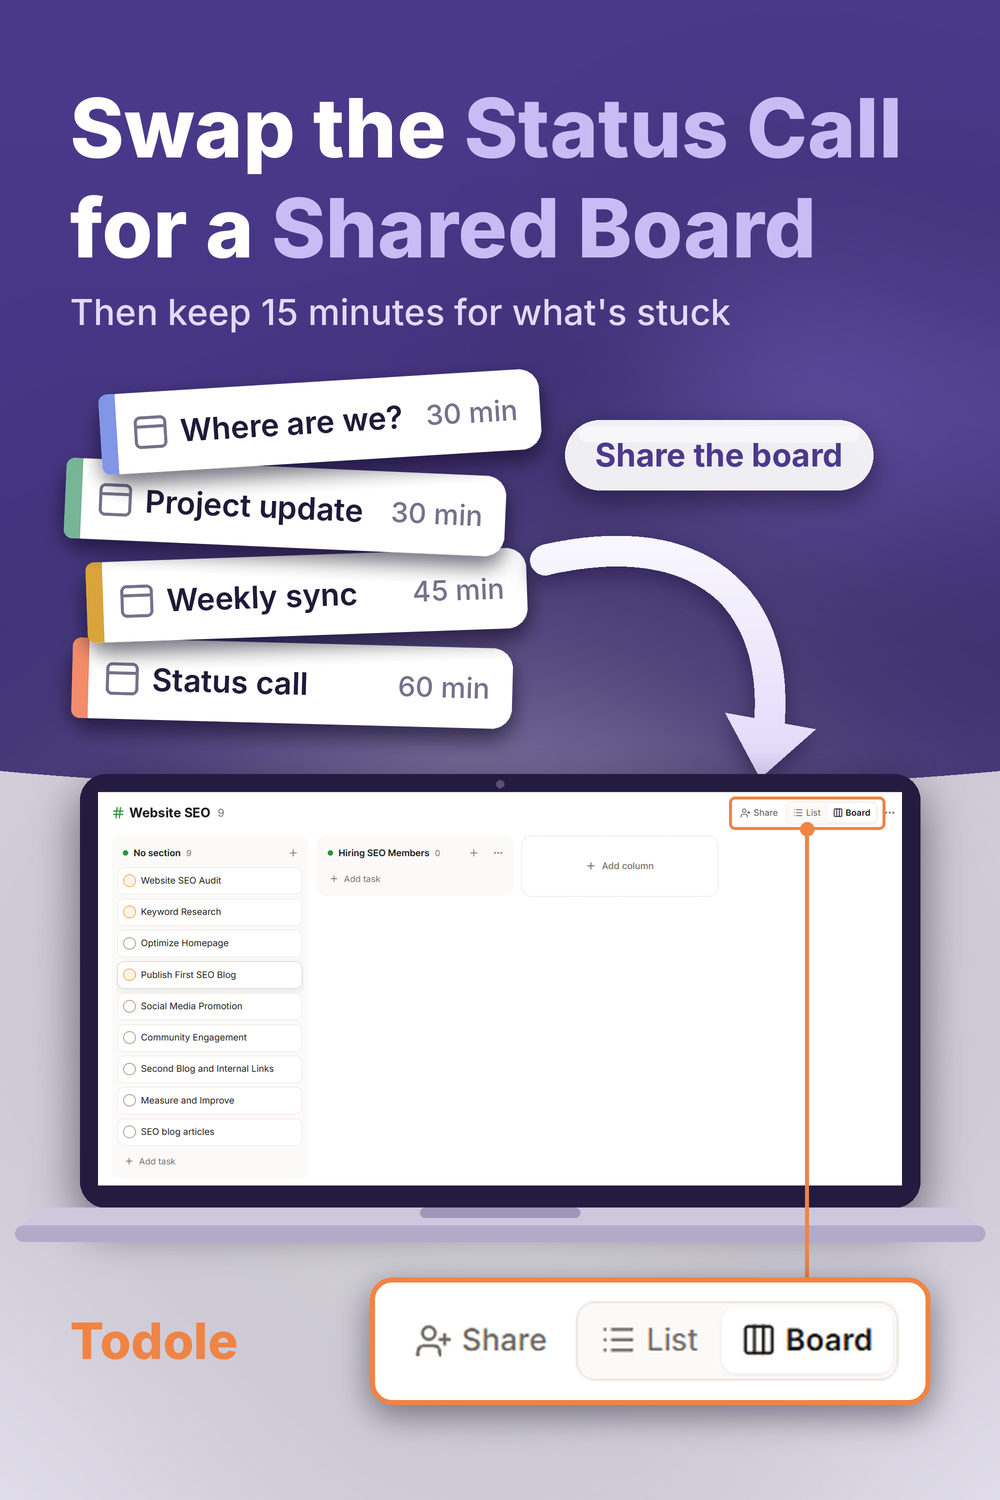 Swap the Status Call
for a Shared Board
Then keep 15 minutes for what's stuck
Where are we? 30 min
Share the board
Project update 30 min
Weekly sync 45 min
Status call 60 min
Website SEO 9
Share List Board
No section 9
Hiring SEO Members 0
Add task
Add column
Website SEO Audit
Keyword Research
Optimize Homepage
Publish First SEO Blog
Social Media Promotion
Community Engagement
Second Blog and Internal Links
Measure and Improve
SEO blog articles
Add task
Todole
Share List Board